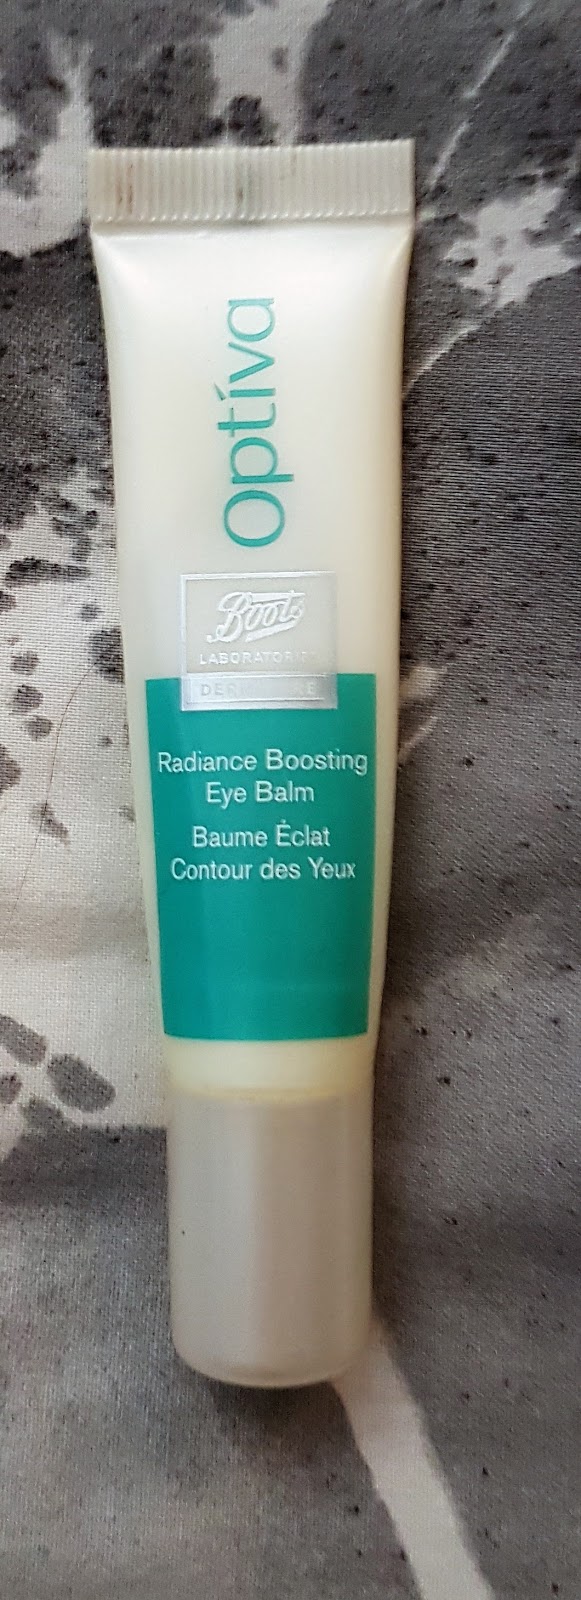 optíva
Boots
LABORATORIES
Radiance Boosting
Eye Balm
Baume Éclat
Contour des Yeux